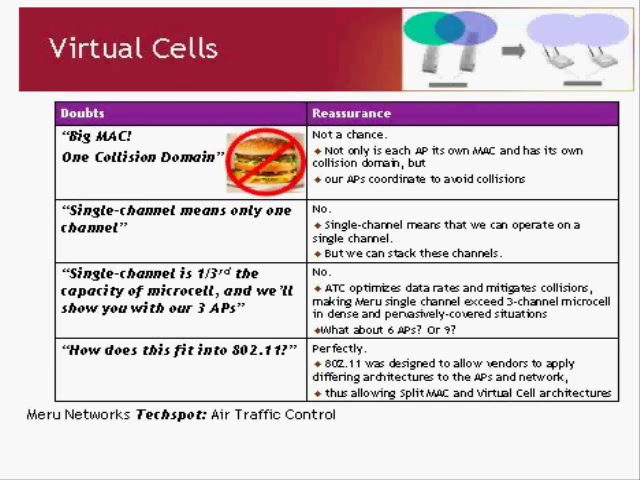 Virtual Cells
Doubts
Reassurance
“Big MAC!
One Collision Domain”
Not a chance.
Not only is each AP its own MAC and has its own
collision domain, but
our APs coordinate to avoid collisions
“Single-channel means only one
channel”
No.
Single-channel means that we can operate on a
single channel.
But we can stack these channels.
“Single-channel is 1/3rd the
capacity of microcell, and we’ll
show you with our 3 APs”
No.
ATC optimizes data rates and mitigates collisions,
making Meru single channel exceed 3-channel microcell
in dense and pervasively-covered situations
What about 6 APs? Or 9?
“How does this fit into 802.11?”
Perfectly.
802.11 was designed to allow vendors to apply
differing architectures to the APs and network,
thus allowing Split MAC and Virtual Cell architectures
Meru Networks Techspot: Air Traffic Control